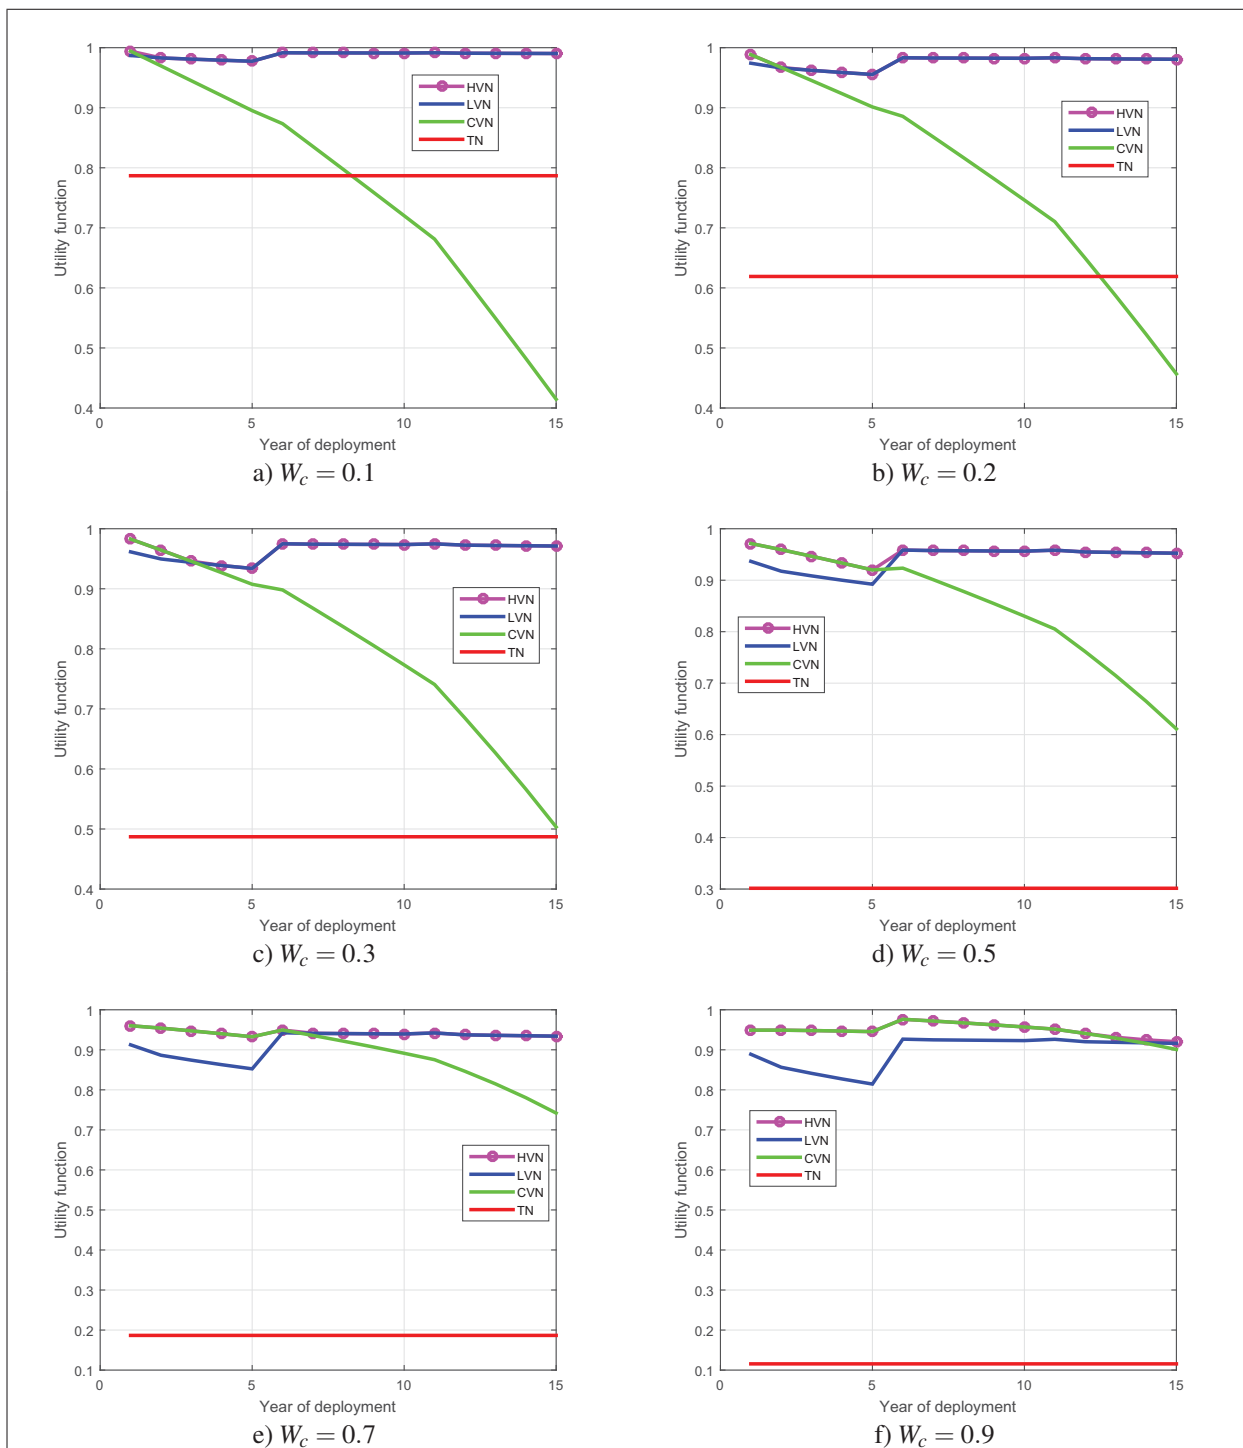 1
0.9
0.8
0.7
0.6
0.5
0.4
0
5
10
15
Utility function
Year of deployment
HVN
LVN
CVN
TN
a) W_c = 0.1
1
0.9
0.8
0.7
0.6
0.5
0.4
0
5
10
15
Utility function
Year of deployment
HVN
LVN
CVN
TN
b) W_c = 0.2
1
0.9
0.8
0.7
0.6
0.5
0.4
0
5
10
15
Utility function
Year of deployment
HVN
LVN
CVN
TN
c) W_c = 0.3
1
0.9
0.8
0.7
0.6
0.5
0.4
0.3
0
5
10
15
Utility function
Year of deployment
HVN
LVN
CVN
TN
d) W_c = 0.5
1
0.9
0.8
0.7
0.6
0.5
0.4
0.3
0.2
0.1
0
5
10
15
Utility function
Year of deployment
HVN
LVN
CVN
TN
e) W_c = 0.7
1
0.9
0.8
0.7
0.6
0.5
0.4
0.3
0.2
0.1
0
5
10
15
Utility function
Year of deployment
HVN
LVN
CVN
TN
f) W_c = 0.9